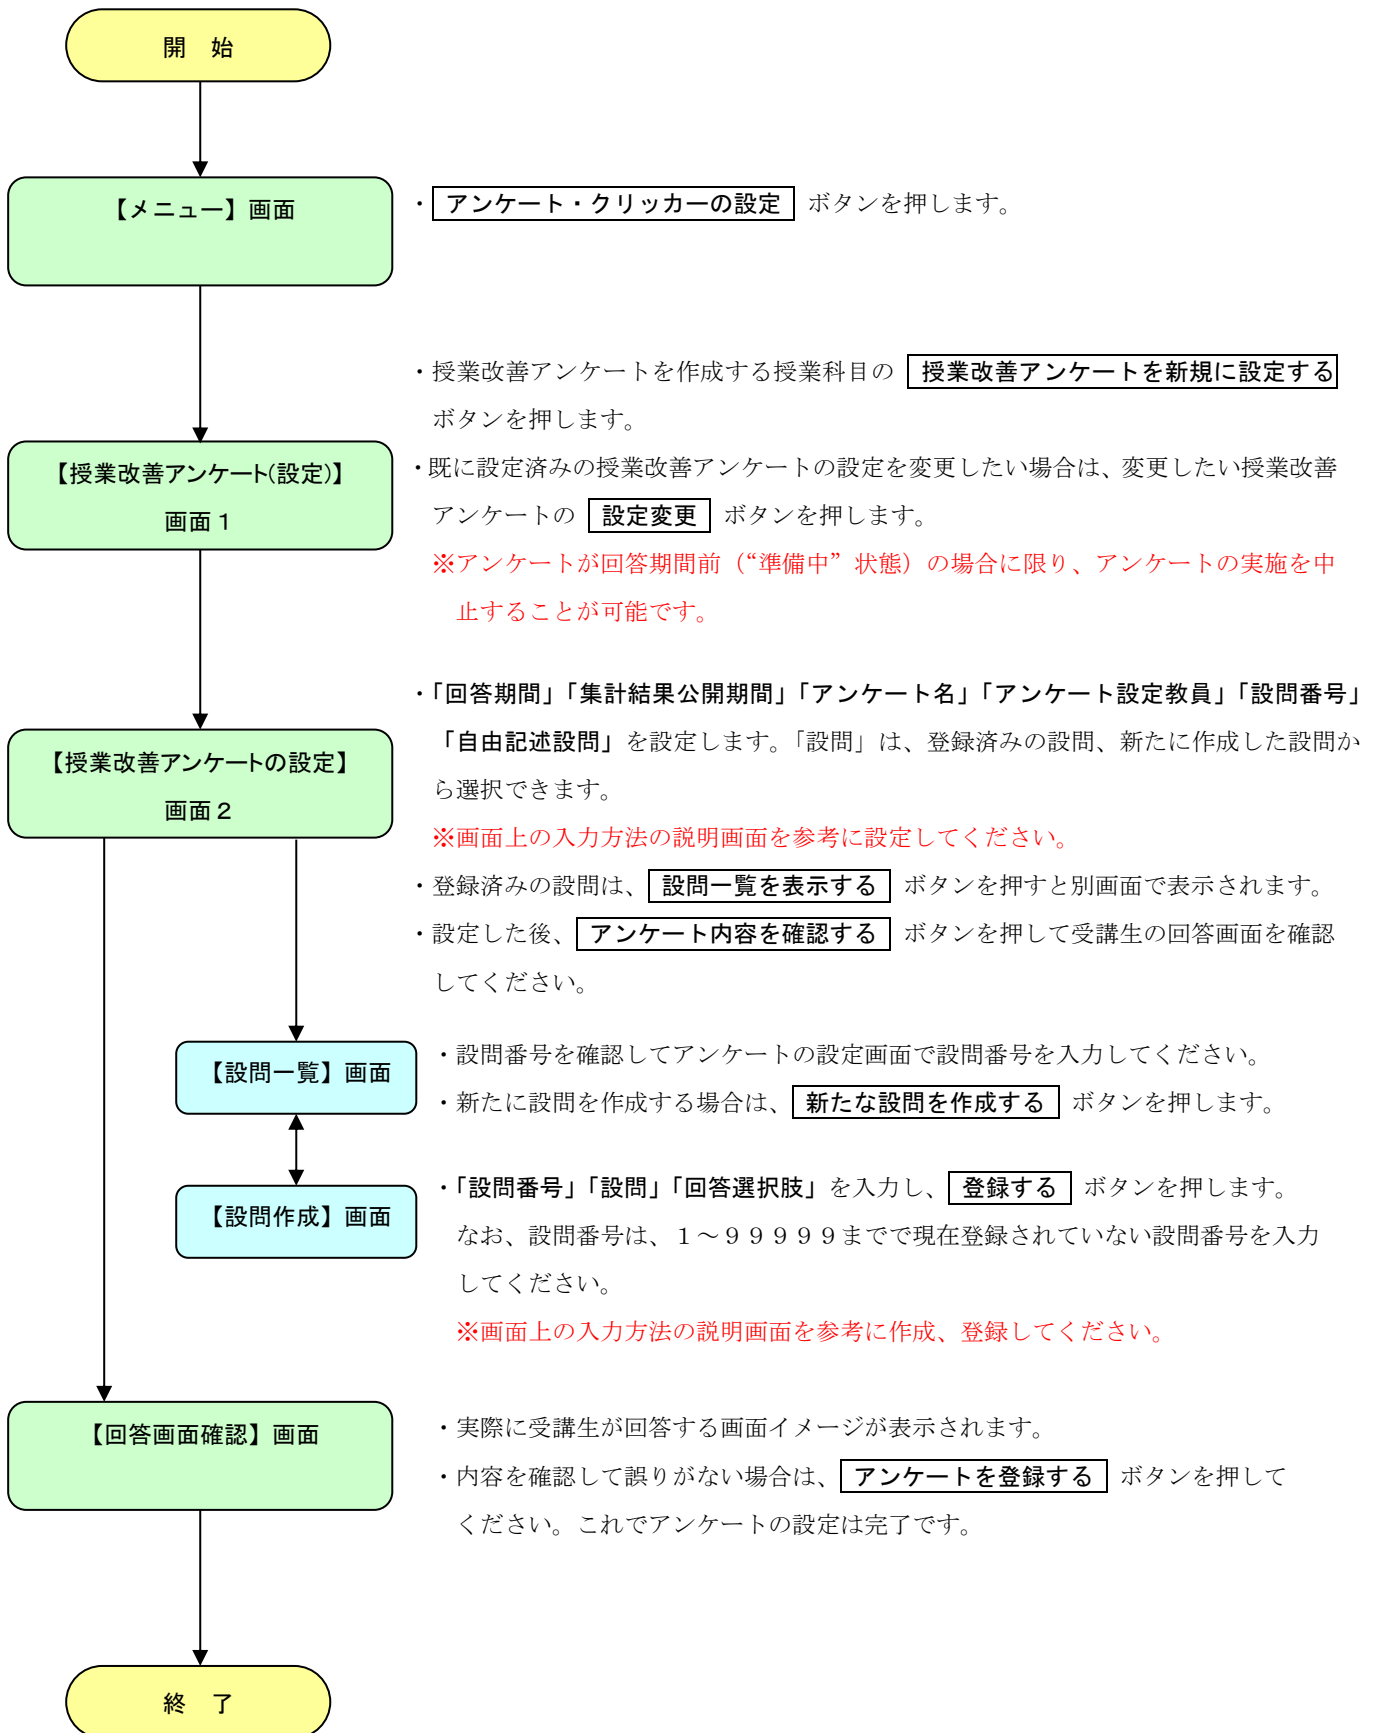 開　始
【メニュー】画面
・ アンケート・クリッカーの設定 ボタンを押します。
・授業改善アンケートを作成する授業科目の 授業改善アンケートを新規に設定する
ボタンを押します。
【授業改善アンケート(設定)】
画面１
・既に設定済みの授業改善アンケートの設定を変更したい場合は、変更したい授業改善
アンケートの 設定変更 ボタンを押します。
※アンケートが回答期間前（“準備中”状態）の場合に限り、アンケートの実施を中
止することが可能です。
・「回答期間」「集計結果公開期間」「アンケート名」「アンケート設定教員」「設問番号」
「自由記述設問」を設定します。「設問」は、登録済みの設問、新たに作成した設問か
ら選択できます。
【授業改善アンケートの設定】
画面２
※画面上の入力方法の説明画面を参考に設定してください。
・登録済みの設問は、 設問一覧を表示する ボタンを押すと別画面で表示されます。
・設定した後、 アンケート内容を確認する ボタンを押して受講生の回答画面を確認
してください。
【設問一覧】画面
・設問番号を確認してアンケートの設定画面で設問番号を入力してください。
・新たに設問を作成する場合は、 新たな設問を作成する ボタンを押します。
【設問作成】画面
・「設問番号」「設問」「回答選択肢」を入力し、 登録する ボタンを押します。
なお、設問番号は、１～９９９９９までで現在登録されていない設問番号を入力
してください。
※画面上の入力方法の説明画面を参考に作成、登録してください。
【回答画面確認】画面
・実際に受講生が回答する画面イメージが表示されます。
・内容を確認して誤りがない場合は、 アンケートを登録する ボタンを押して
ください。これでアンケートの設定は完了です。
終　了